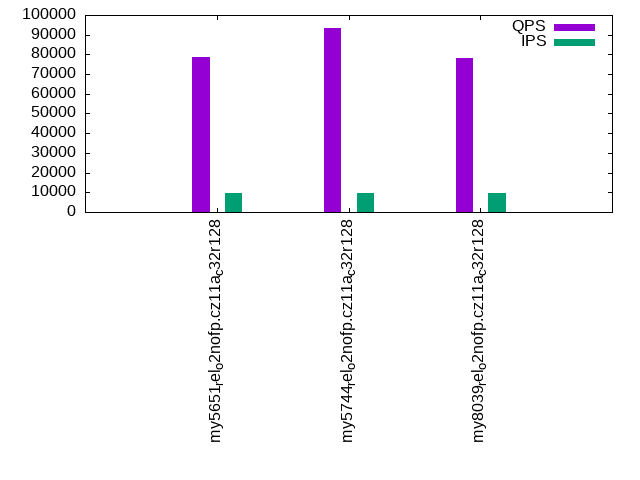 100000
90000
80000
70000
60000
50000
40000
30000
20000
10000
0
QPS
IPS
my5651_rel_o2nofp.cz11a_c32r128
my5744_rel_o2nofp.cz11a_c32r128
my8039_rel_o2nofp.cz11a_c32r128